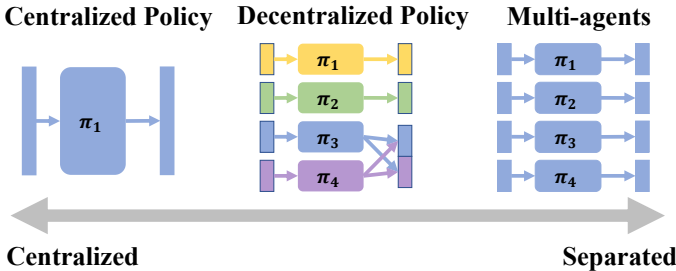 Centralized Policy Decentralized Policy Multi-agents
π₁ π₁ π₁
π₂ π₂
π₃ π₃
π₄ π₄
Centralized Separated